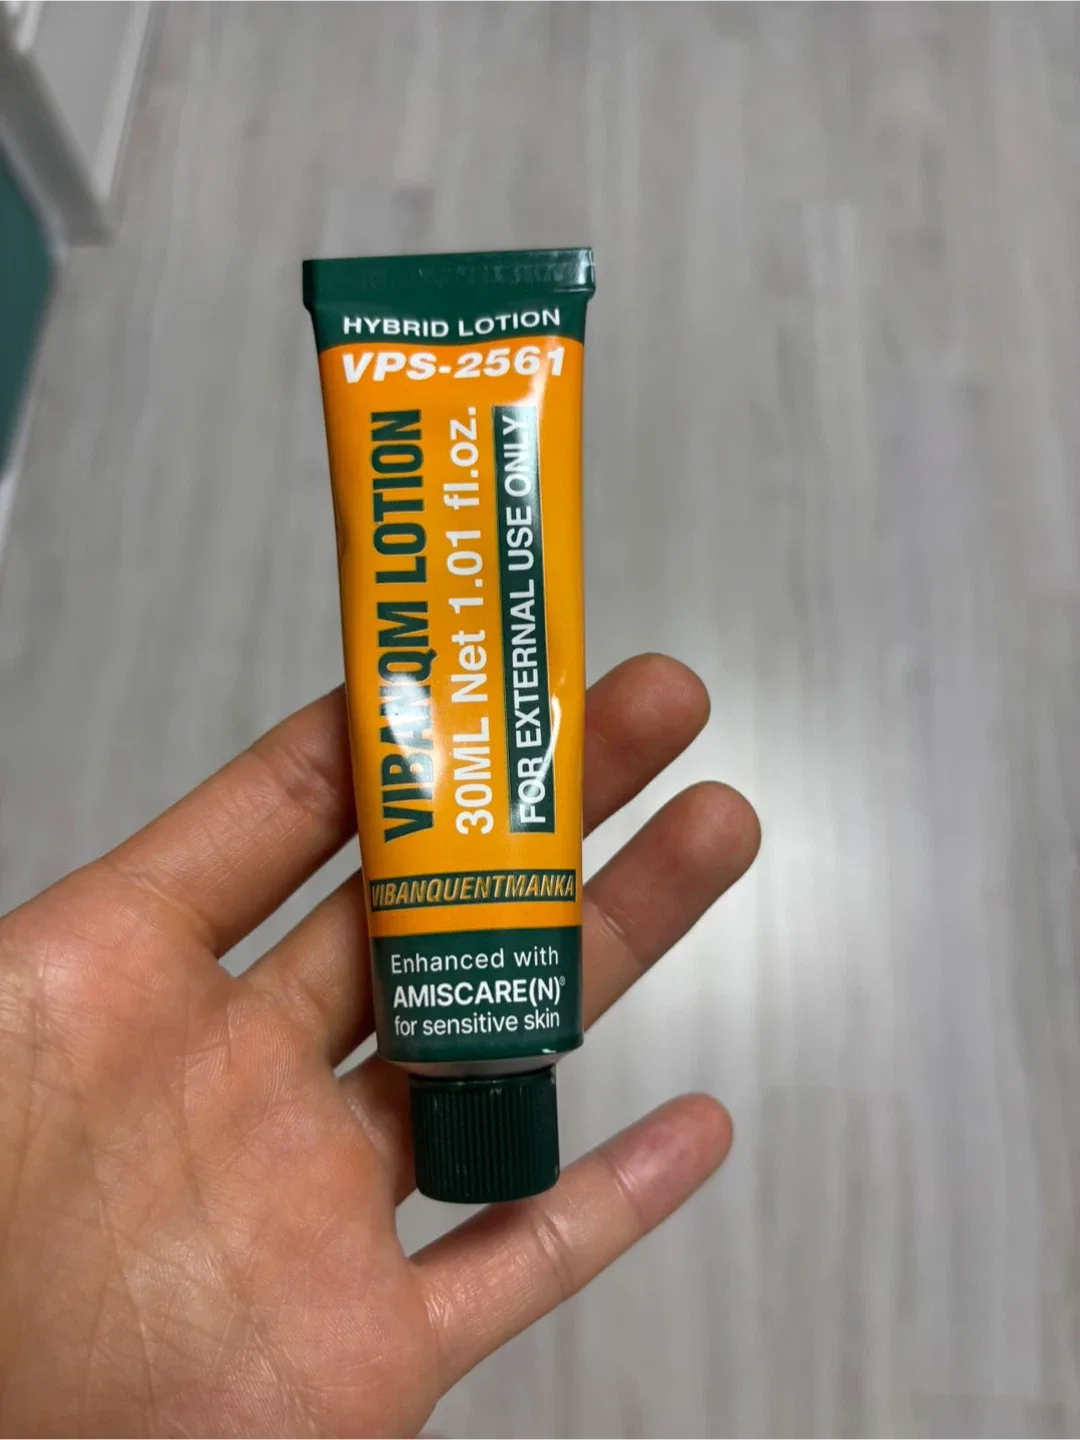 HYBRID LOTION
VPS-2561
VIBANQM LOTION
30ML Net 1.01 fl.oz.
FOR EXTERNAL USE ONLY
VIBANQUENTMANKA
Enhanced with
AMISCARE(N)®
for sensitive skin